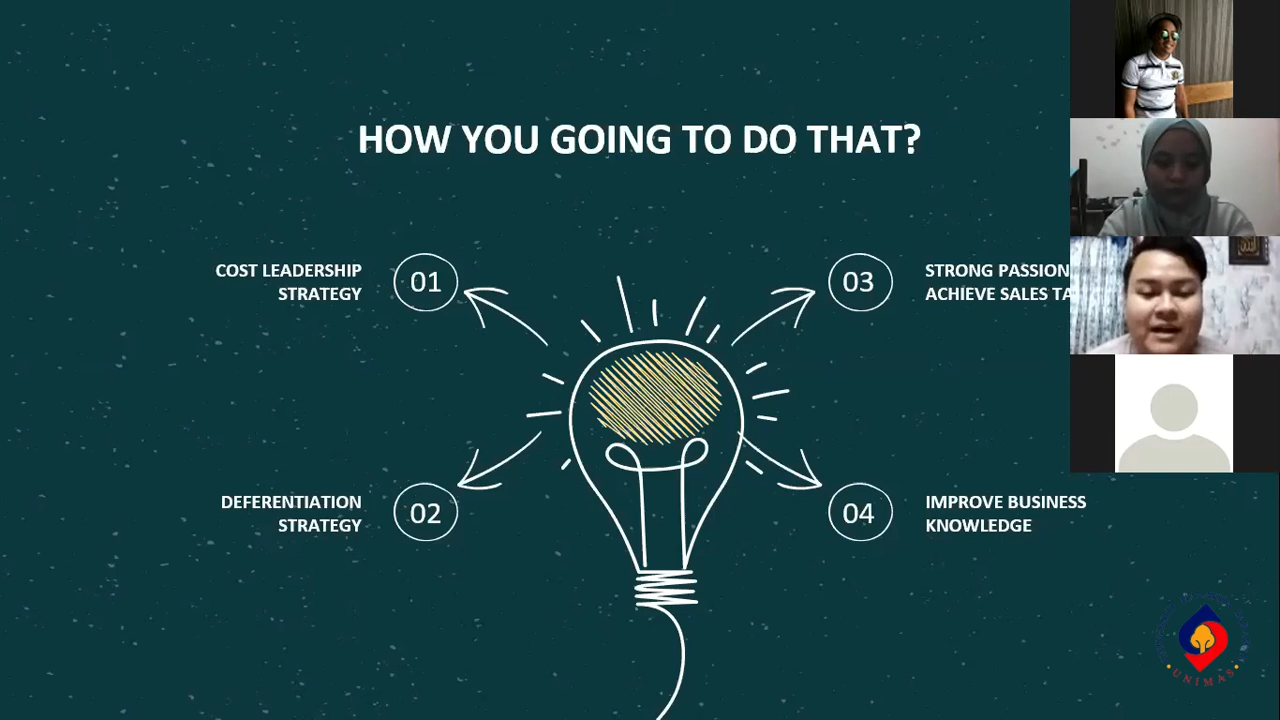 HOW YOU GOING TO DO THAT?
COST LEADERSHIP
STRATEGY
01
03
STRONG PASSION
ACHIEVE SALES
DEFERENTIATION
STRATEGY
02
04
IMPROVE BUSINESS
KNOWLEDGE
UNIMAS